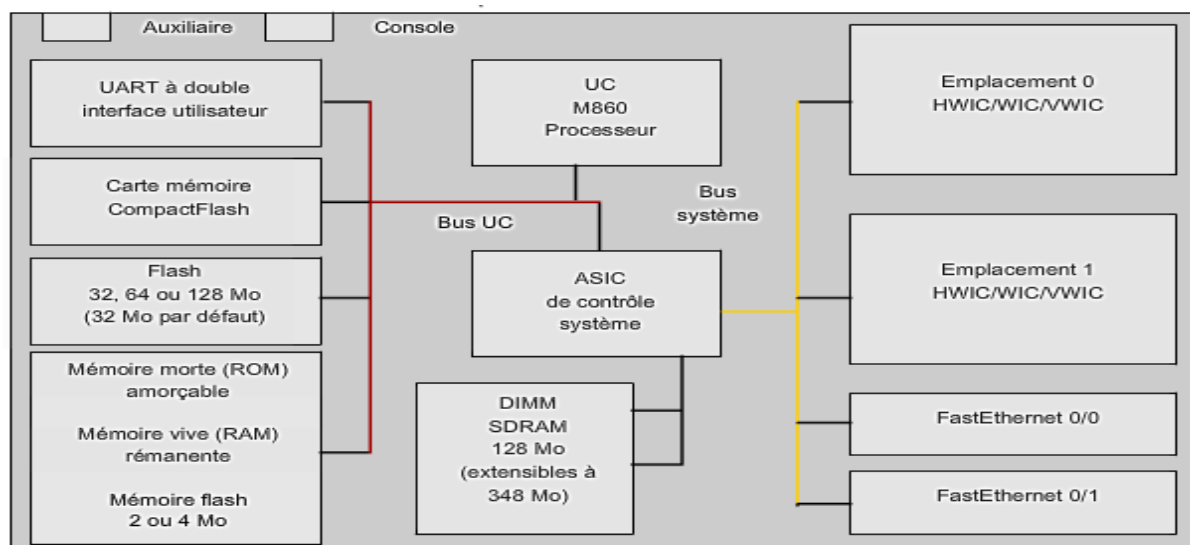 Auxiliaire
Console
UART à double
interface utilisateur
Carte mémoire
CompactFlash
Flash
32, 64 ou 128 Mo
(32 Mo par défaut)
Mémoire morte (ROM)
amorçable
Mémoire vive (RAM)
rémanente
Mémoire flash
2 ou 4 Mo
UC
M860
Processeur
Bus UC
Bus
système
ASIC
de contrôle
système
DIMM
SDRAM
128 Mo
(extensibles à
348 Mo)
Emplacement 0
HWIC/WIC/VWIC
Emplacement 1
HWIC/WIC/VWIC
FastEthernet 0/0
FastEthernet 0/1